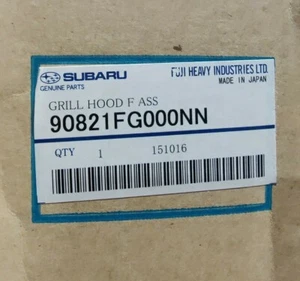 SUBARU
GENUINE PARTS
FUJI HEAVY INDUSTRIES LTD.
MADE IN JAPAN
GRILL HOOD F ASS
90821FG000NN
QTY 1 151016